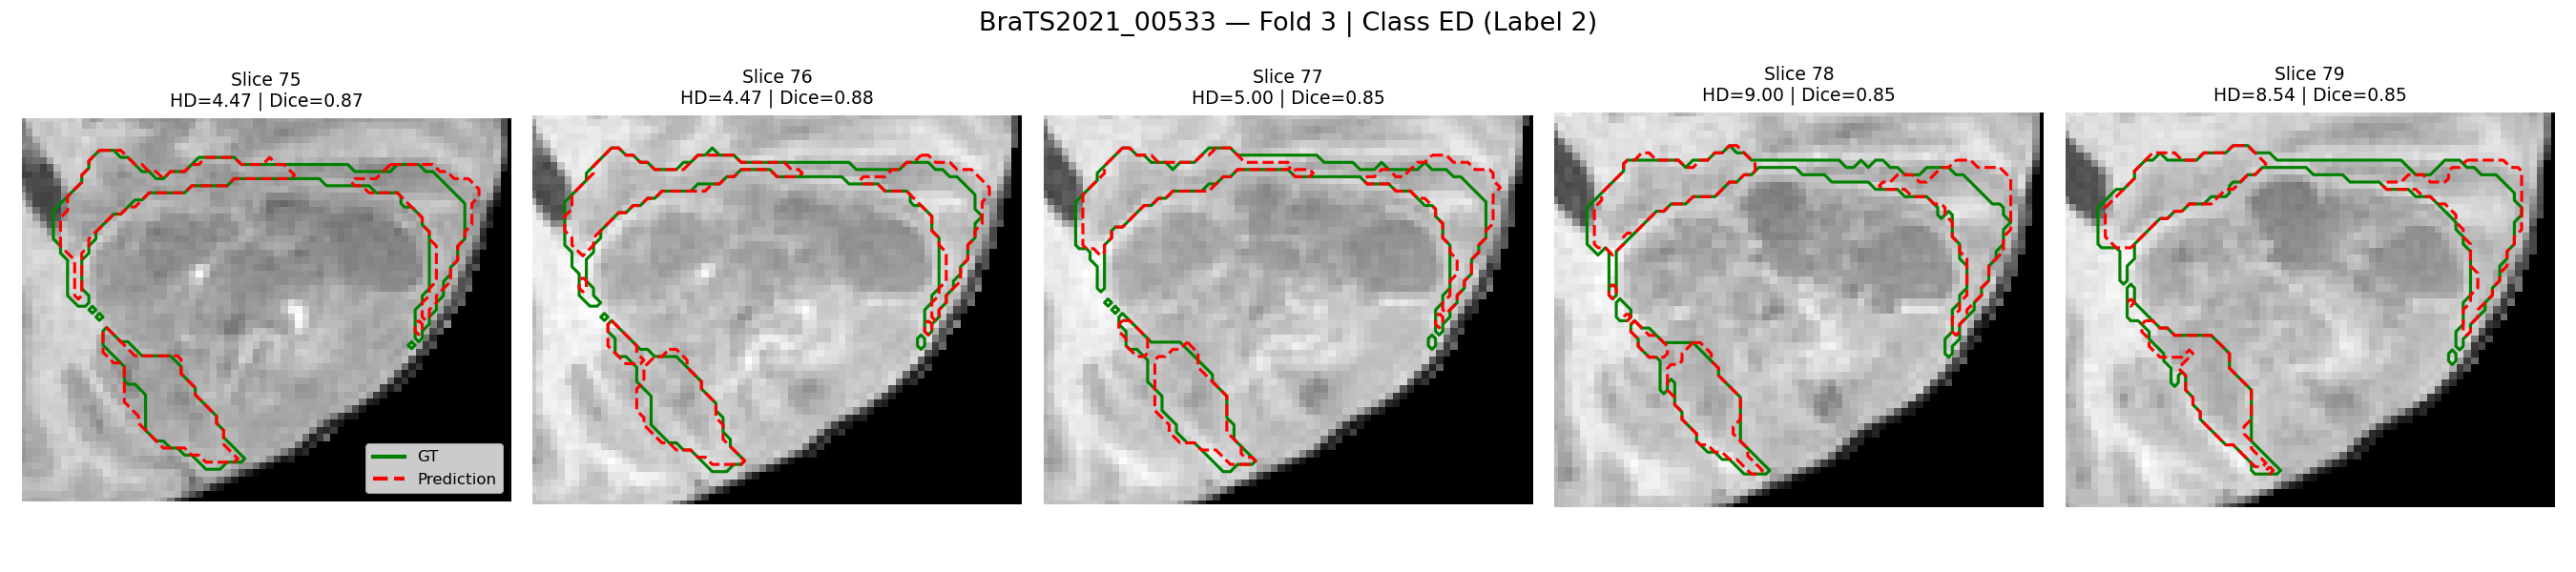 BraTS2021_00533 — Fold 3 | Class ED (Label 2)
Slice 75
HD=4.47 | Dice=0.87
Slice 76
HD=4.47 | Dice=0.88
Slice 77
HD=5.00 | Dice=0.85
Slice 78
HD=9.00 | Dice=0.85
Slice 79
HD=8.54 | Dice=0.85
GT
Prediction